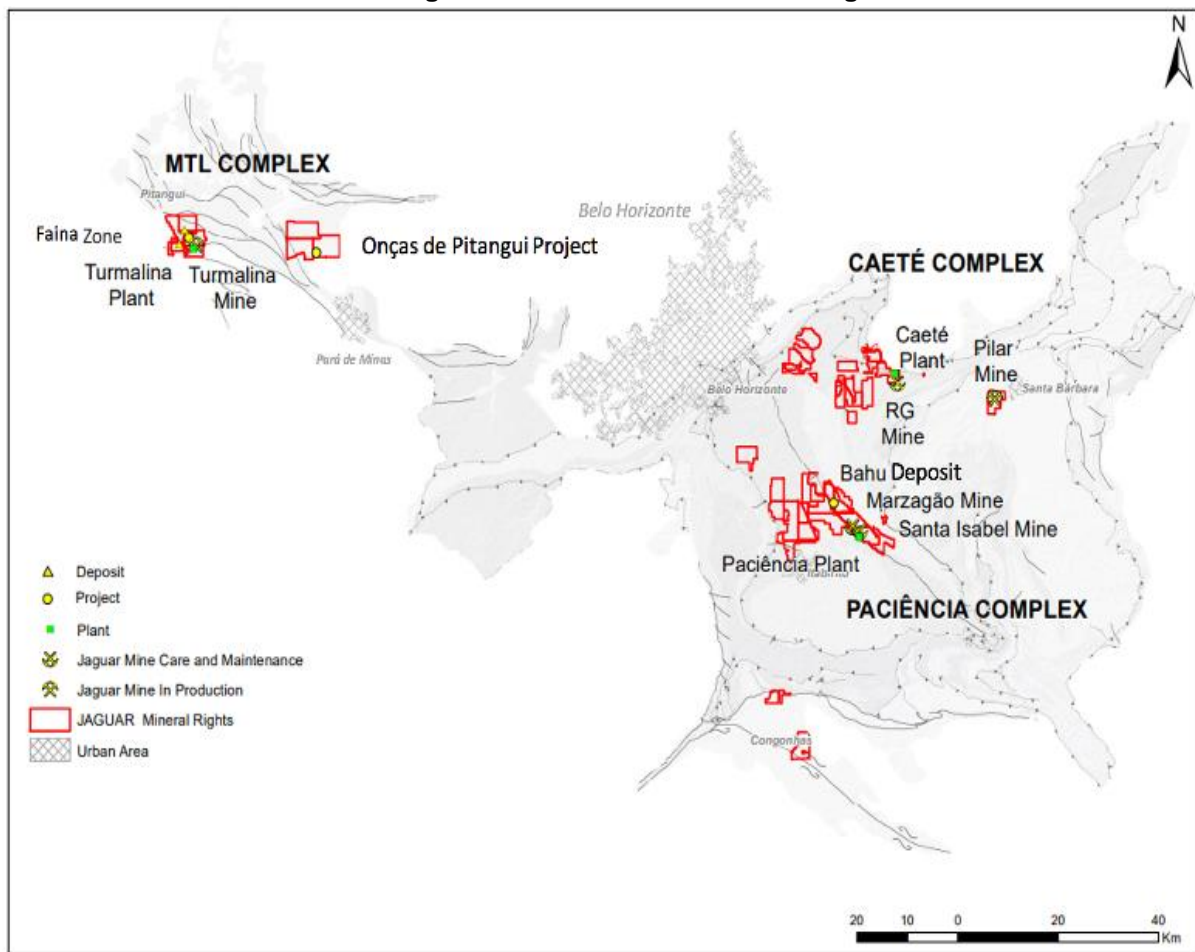 N
MTL COMPLEX
Pitangui
Belo Horizonte
Faina Zone
Onças de Pitangui Project
Turmalina
Plant
Turmalina
Mine
CAETÉ COMPLEX
Pará de Minas
Caeté
Plant
Pilar
Mine
Belo Horizonte
Santa Bárbara
RG
Mine
Bahu Deposit
Marzagão Mine
Santa Isabel Mine
Paciência Plant
PACIÊNCIA COMPLEX
Deposit
Project
Plant
Jaguar Mine Care and Maintenance
Jaguar Mine In Production
JAGUAR Mineral Rights
Urban Area
Congonhas
20 10 0 20 40
Km